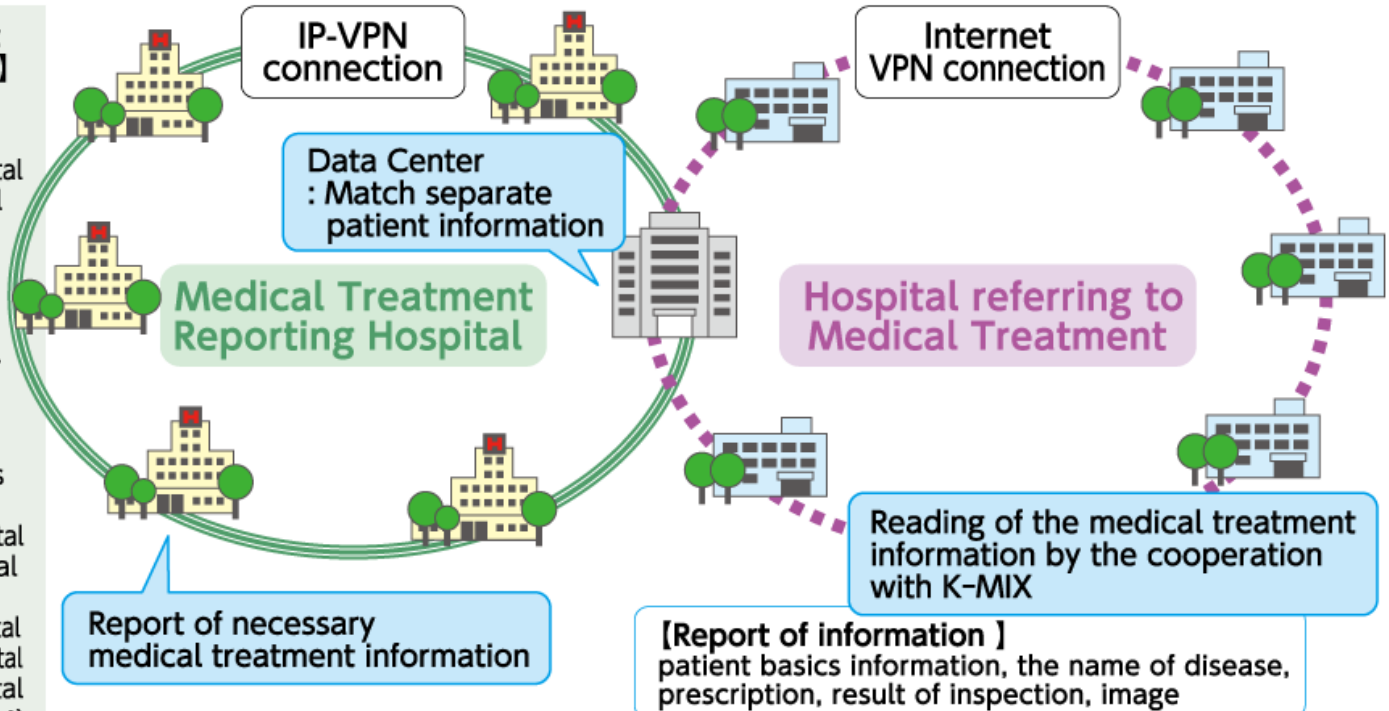 】
IP-VPN
connection
Internet
VPN connection
Data Center
: Match separate
patient information
Medical Treatment
Reporting Hospital
Hospital referring to
Medical Treatment
Report of necessary
medical treatment information
Reading of the medical treatment
information by the cooperation
with K-MIX
【Report of information 】
patient basics information, the name of disease,
prescription, result of inspection, image
H
H
H
H
H